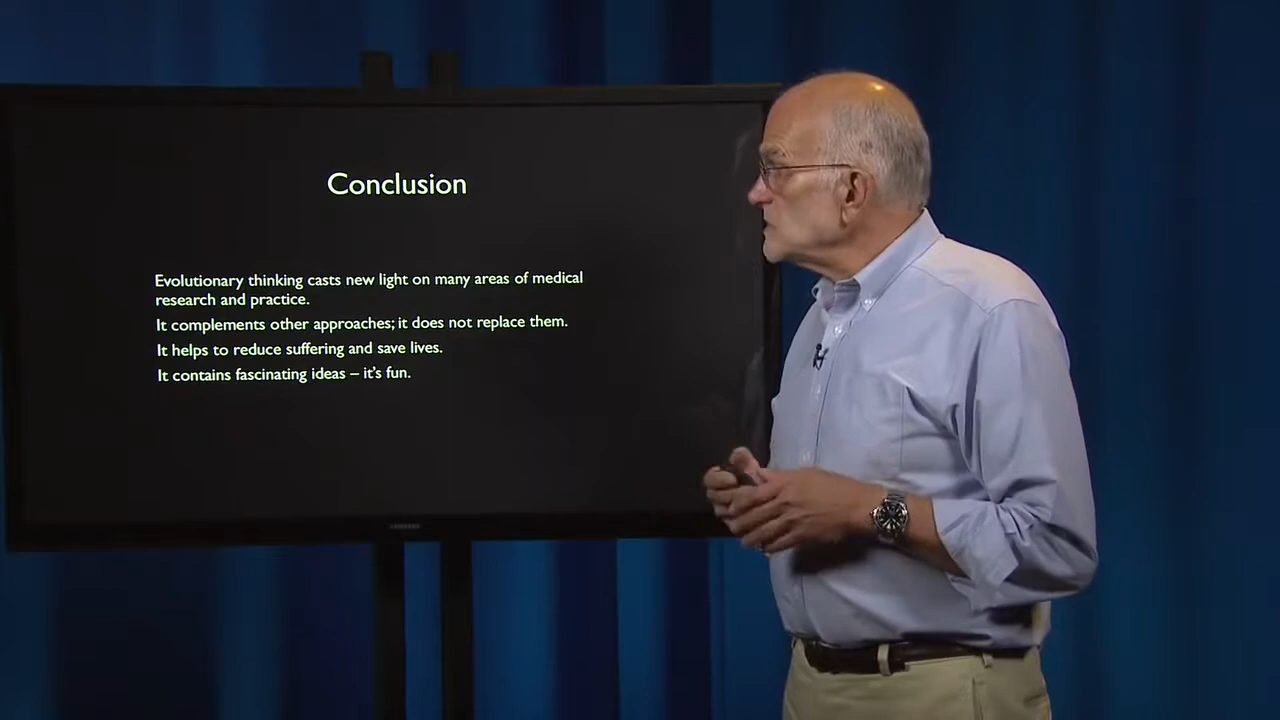 Conclusion
Evolutionary thinking casts new light on many areas of medical
research and practice.
It complements other approaches; it does not replace them.
It helps to reduce suffering and save lives.
It contains fascinating ideas – it's fun.